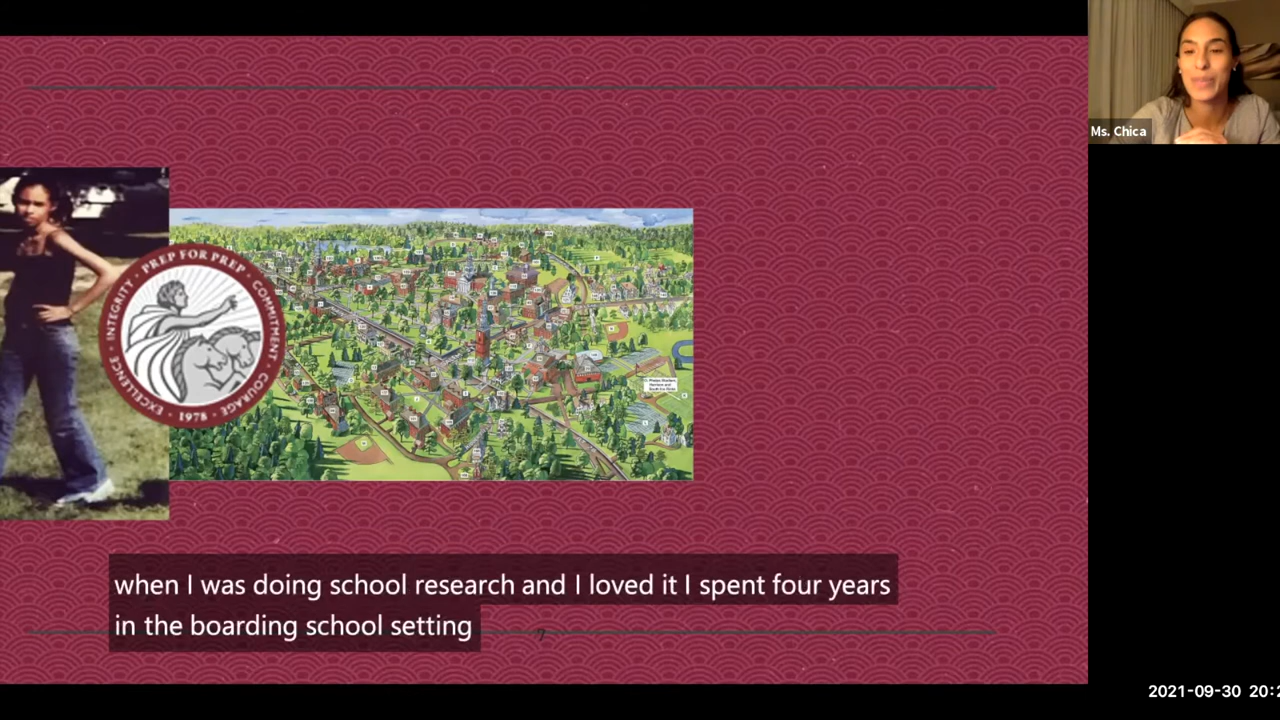 Ms. Chica
PREP FOR PREP · COMMITMENT · COURAGE · 1978 · EXCELLENCE · INTEGRITY ·
when I was doing school research and I loved it I spent four years
in the boarding school setting
7
2021-09-30 20:2